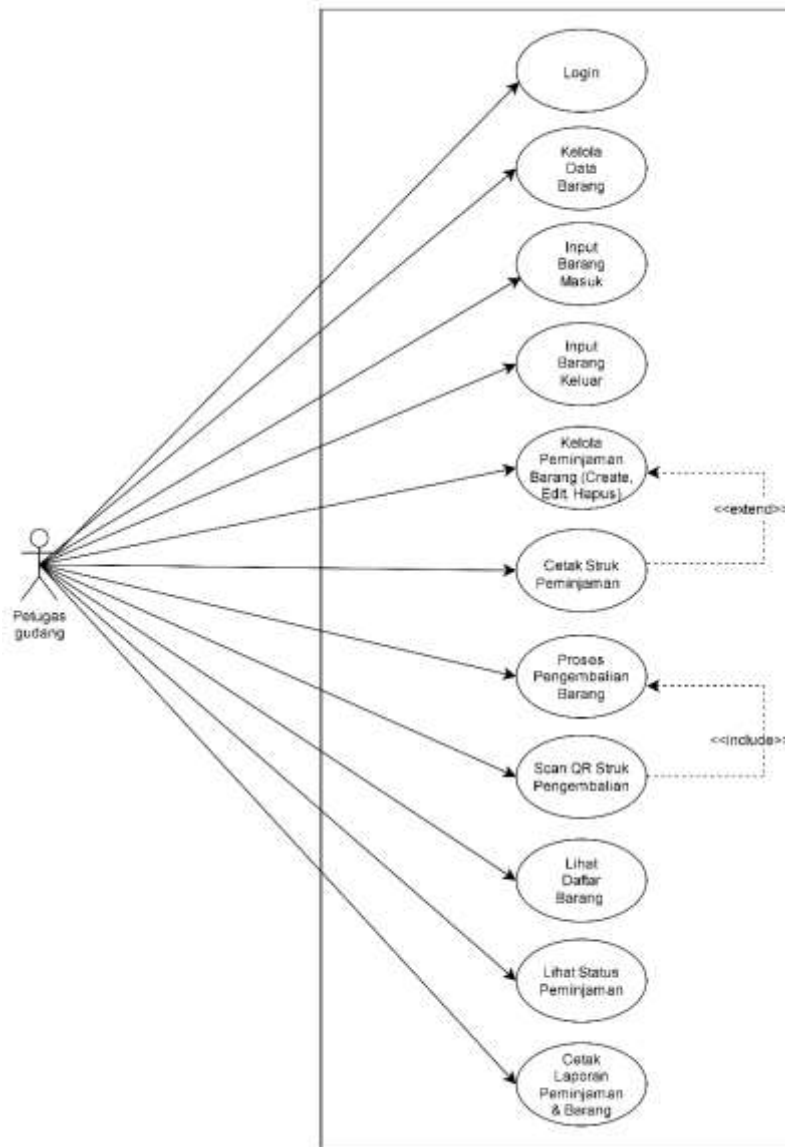 Login
Kelola
Data
Barang
Input
Barang
Masuk
Input
Barang
Keluar
Kelola
Peminjaman
Barang (Create,
Edit, Hapus)
<<extend>>
Cetak Struk
Peminjaman
Petugas
gudang
Proses
Pengembalian
Barang
<<include>>
Scan QR Struk
Pengembalian
Lihat
Daftar
Barang
Lihat Status
Peminjaman
Cetak
Laporan
Peminjaman
& Barang